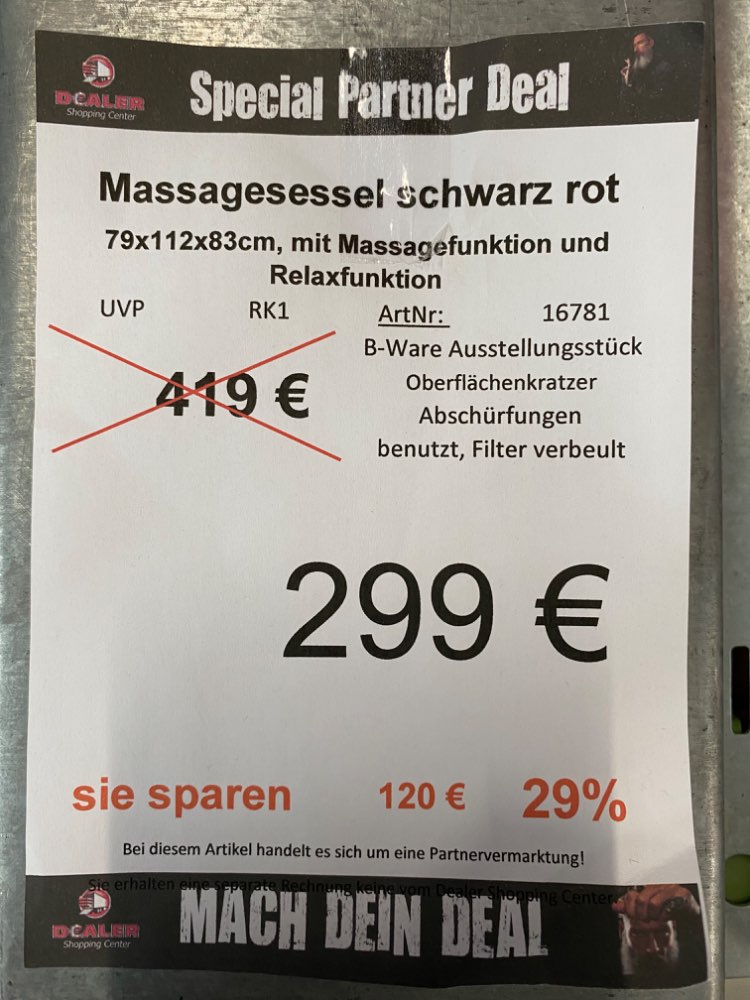 DEALER
Shopping Center
Special Partner Deal
Massagesessel schwarz rot
79x112x83cm, mit Massagefunktion und
Relaxfunktion
UVP RK1 ArtNr: 16781
B-Ware Ausstellungsstück
419 €
Oberflächenkratzer
Abschürfungen
benutzt, Filter verbeult
299 €
sie sparen 120 € 29%
Bei diesem Artikel handelt es sich um eine Partnervermarktung!
Sie erhalten eine separate Rechnung keine vom Dealer Shopping Center
DEALER
Shopping Center
MACH DEIN DEAL